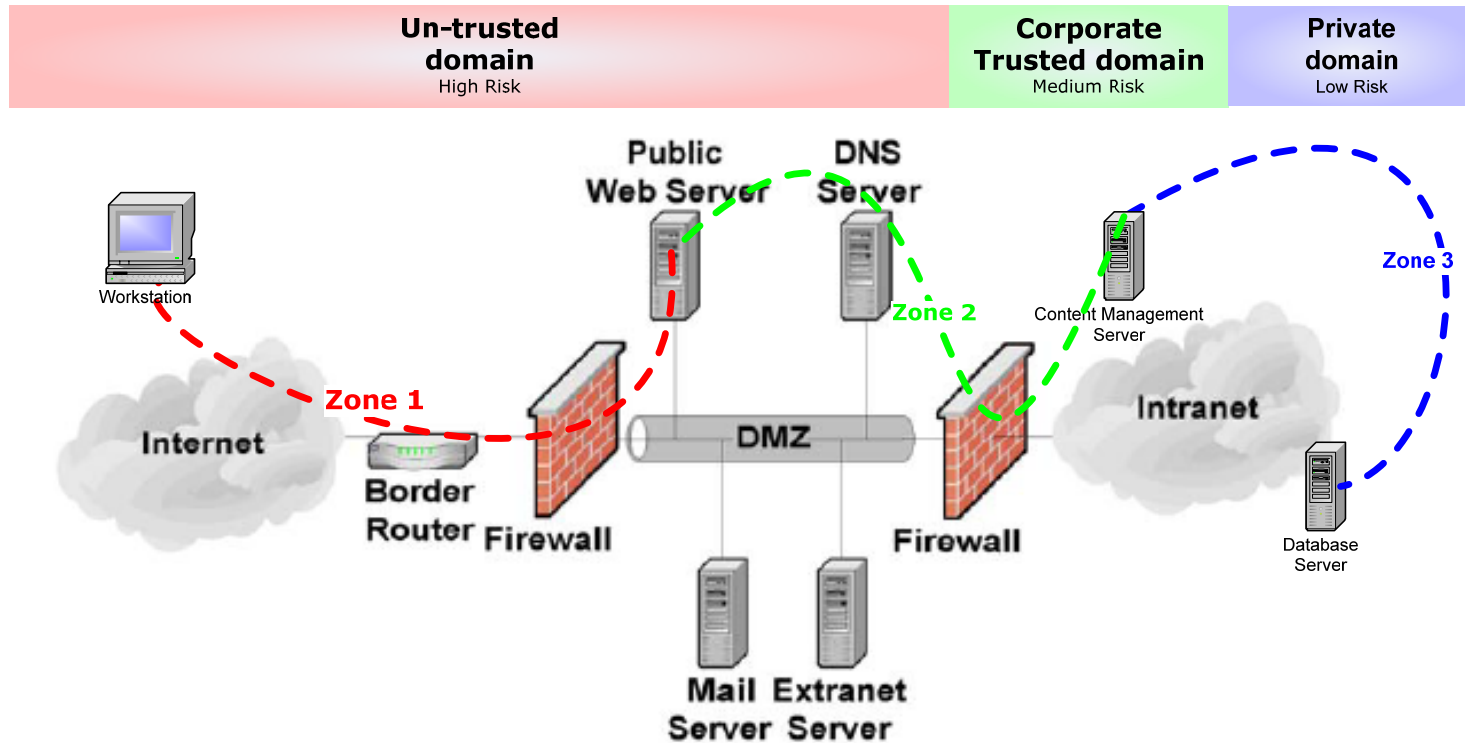 Un-trusted
domain
High Risk
Corporate
Trusted domain
Medium Risk
Private
domain
Low Risk
Public
Web Server
DNS
Server
Workstation
Zone 1
Zone 2
Zone 3
Content Management
Server
Internet
Border
Router
Firewall
DMZ
Firewall
Intranet
Database
Server
Mail
Server
Extranet
Server